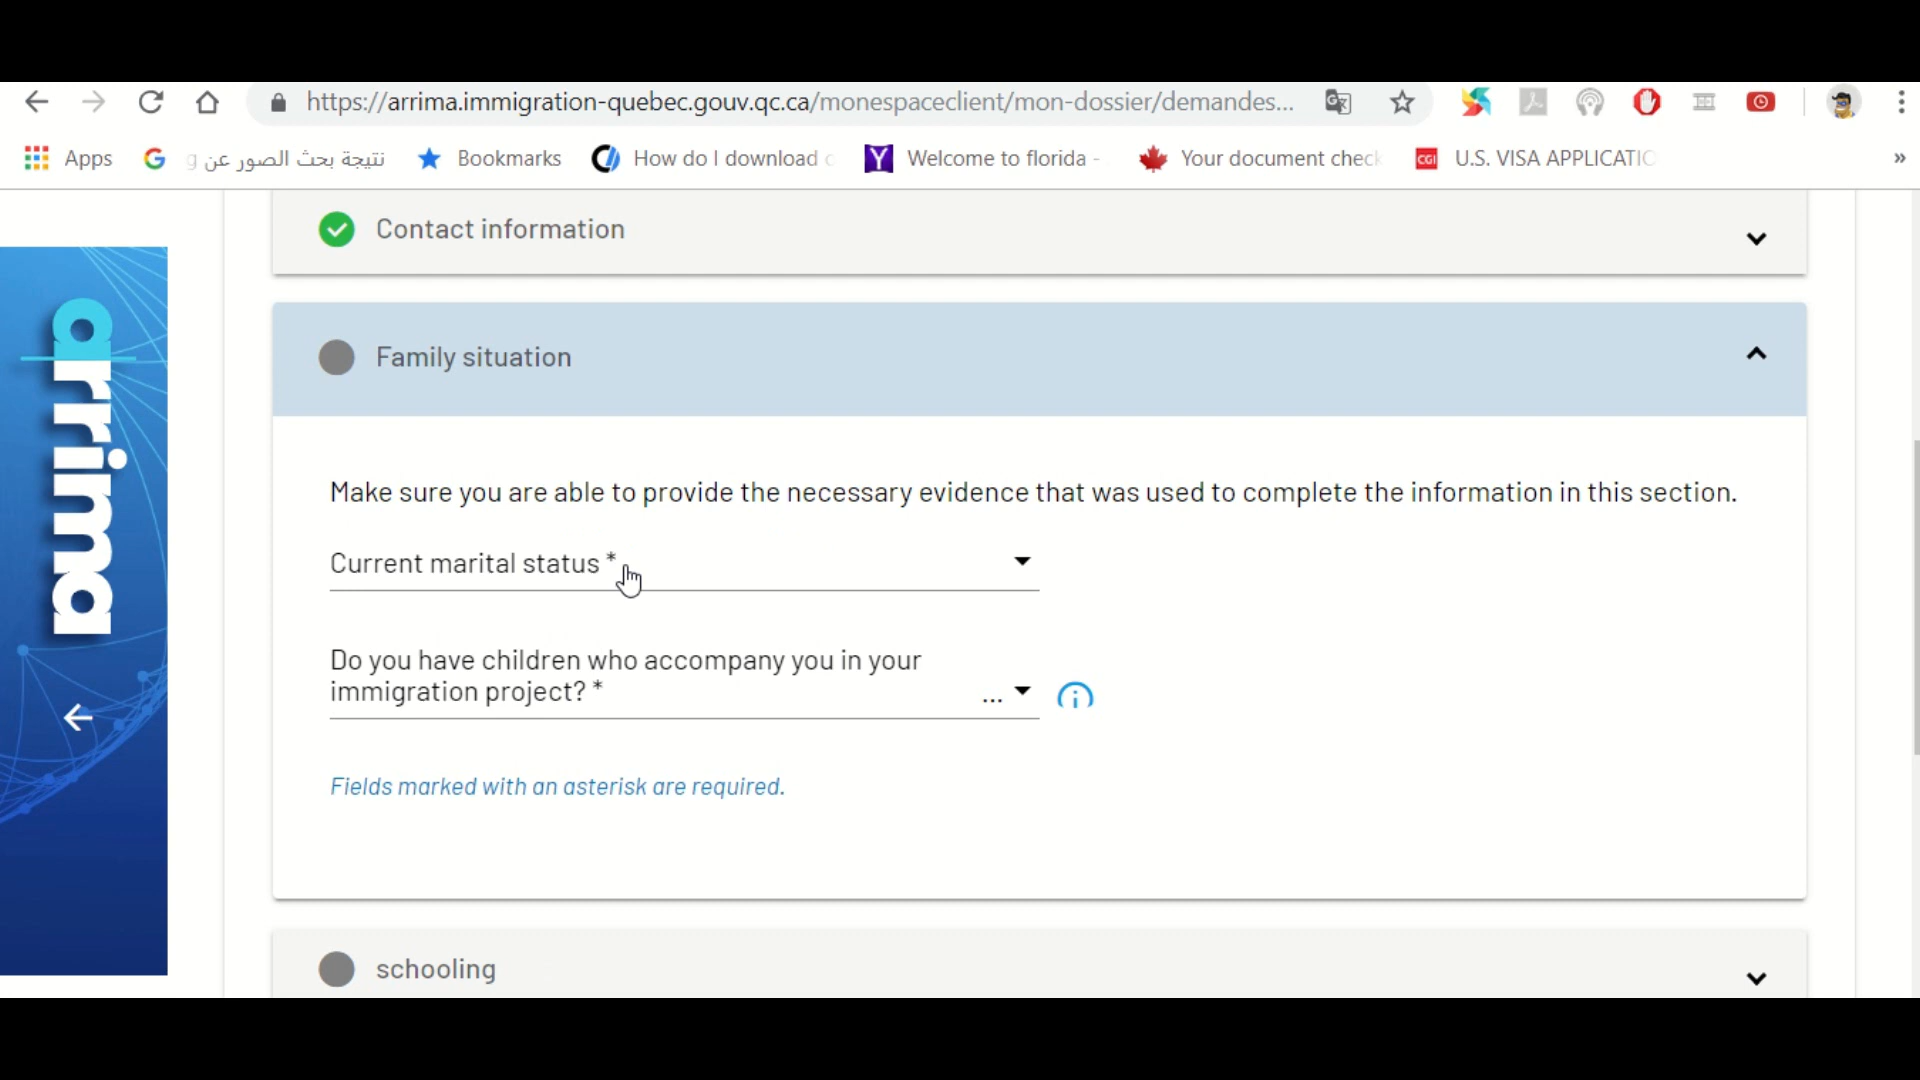 https://arrima.immigration-quebec.gouv.qc.ca/monespaceclient/mon-dossier/demandes...
Apps
نتيجة بحث الصور عن g
Bookmarks
How do I download
Y
Welcome to florida -
Your document check
CGI
U.S. VISA APPLICATIC
»
Contact information
arrima
Family situation
Make sure you are able to provide the necessary evidence that was used to complete the information in this section.
Current marital status *
Do you have children who accompany you in your
immigration project? *
...
Fields marked with an asterisk are required.
schooling